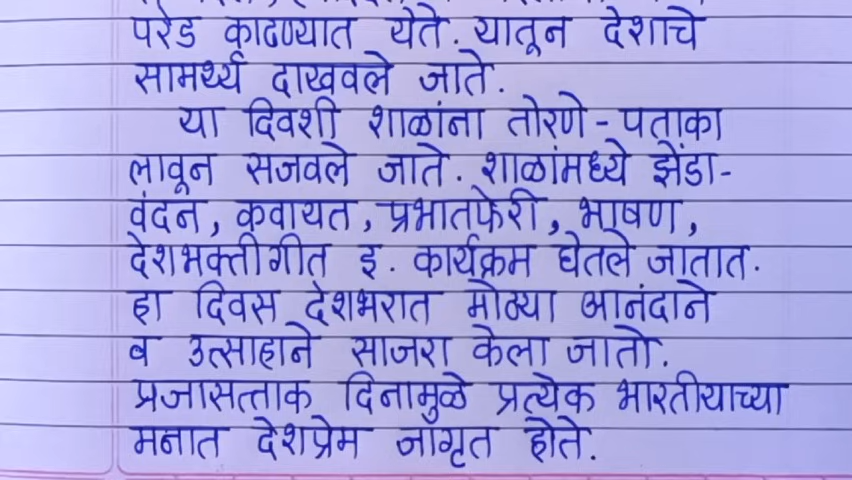 परेड काढण्यात येते. यातून देशाचे
सामर्थ्य दाखवले जाते.
या दिवशी शाळांना तोरणे - पताका
लावून सजवले जाते. शाळांमध्ये झेंडा-
वंदन, कवायत, प्रभातफेरी, भाषण,
देशभक्तीगीत इ. कार्यक्रम घेतले जातात.
हा दिवस देशभरात मोठ्या आनंदाने
व उत्साहाने साजरा केला जातो.
प्रजासत्ताक दिनामुळे प्रत्येक भारतीयाच्या
मनात देशप्रेम जागृत होते.